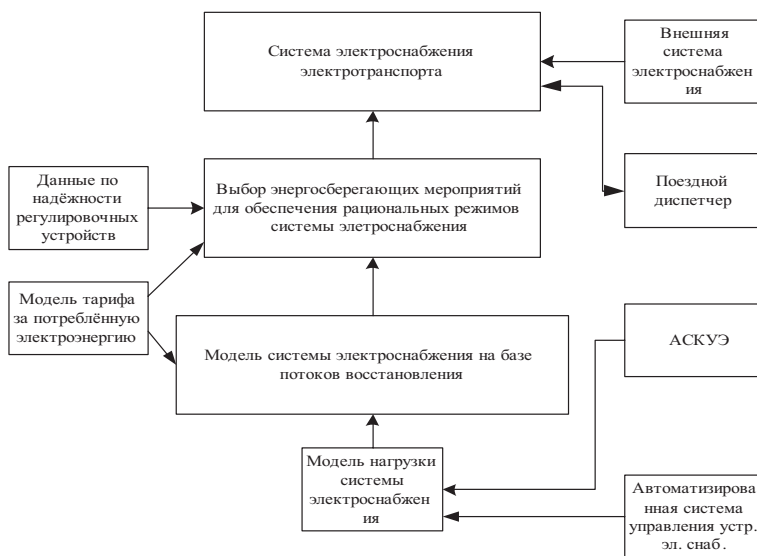 Система электроснабжения
электротранспорта
Внешняя
система
электроснабжен
ия
Поездной
диспетчер
Данные по
надёжности
регулировочных
устройств
Выбор энергосберегающих мероприятий
для обеспечения рациональных режимов
системы элетроснабжения
Модель тарифа
за потреблённую
электроэнергию
Модель системы электроснабжения на базе
потоков восстановления
АСКУЭ
Модель нагрузки
системы
электроснабжен
ия
Автоматизирова
нная система
управления устр.
эл. снаб.